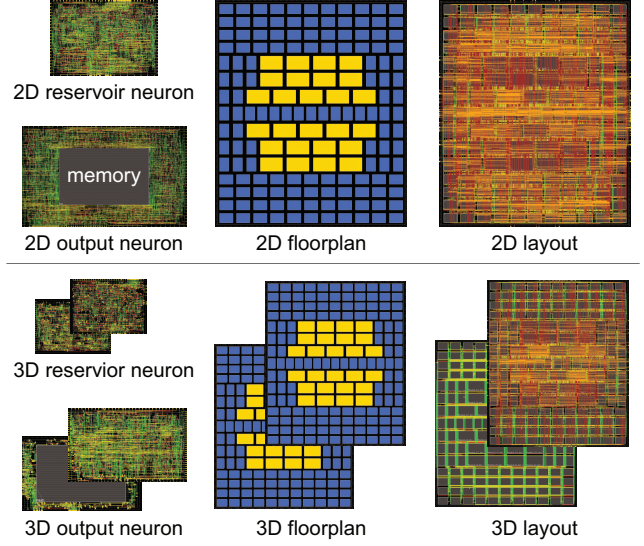 2D reservoir neuron
memory
2D output neuron
2D floorplan
2D layout
3D reservior neuron
3D output neuron
3D floorplan
3D layout